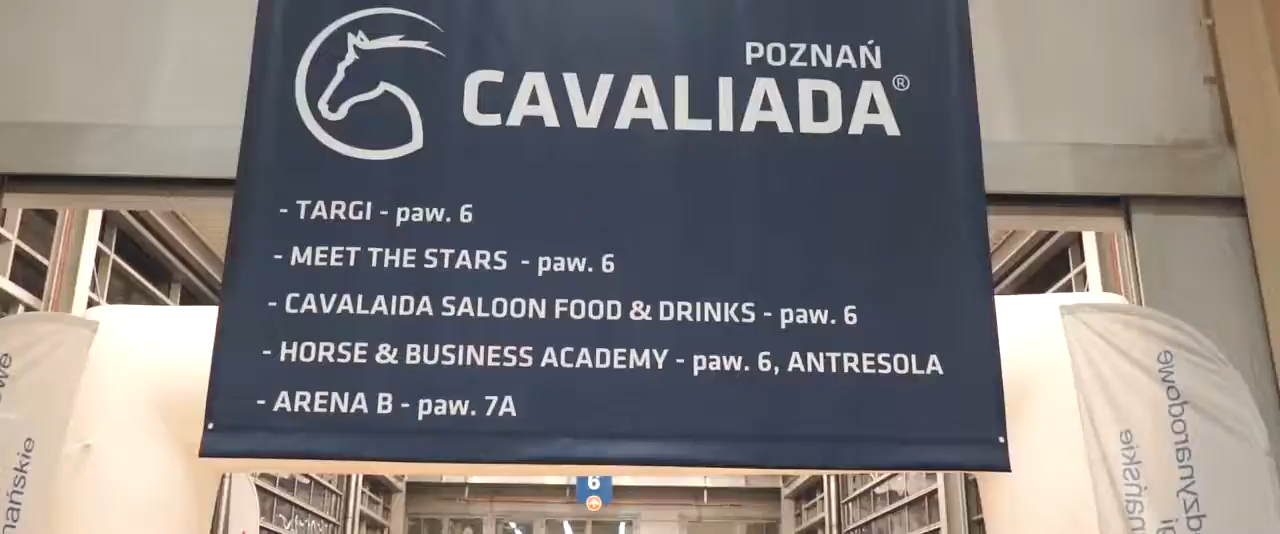 POZNAŃ
CAVALIADA®
- TARGI - paw. 6
- MEET THE STARS - paw. 6
- CAVALAIDA SALOON FOOD & DRINKS - paw. 6
- HORSE & BUSINESS ACADEMY - paw. 6, ANTRESOLA
- ARENA B - paw. 7A
6